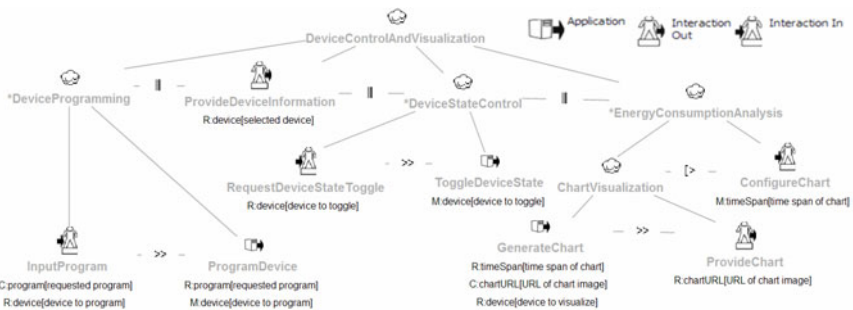 Application
Interaction
Out
Interaction In
DeviceControlAndVisualization
*DeviceProgramming
|||
ProvideDeviceInformation
R:device[selected device]
|||
*DeviceStateControl
|||
*EnergyConsumptionAnalysis
RequestDeviceStateToggle
R:device[device to toggle]
>>
ToggleDeviceState
M:device[device to toggle]
ChartVisualization
[>
ConfigureChart
M:timeSpan[time span of chart]
InputProgram
C:program[requested program]
R:device[device to program]
>>
ProgramDevice
R:program[requested program]
M:device[device to program]
GenerateChart
R:timeSpan[time span of chart]
C:chartURL[URL of chart image]
R:device[device to visualize]
>>
ProvideChart
R:chartURL[URL of chart image]